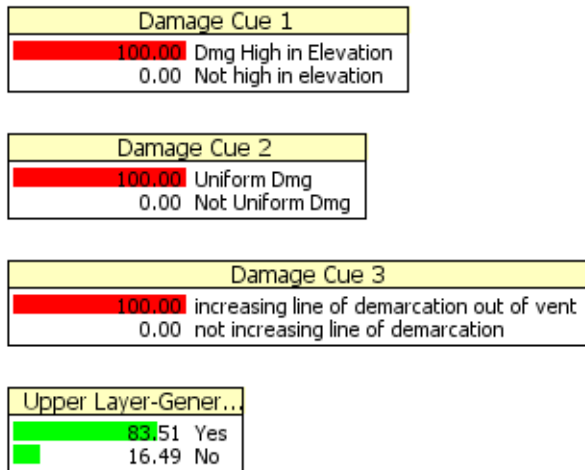 Damage Cue 1
100.00 Dmg High in Elevation
0.00 Not high in elevation
Damage Cue 2
100.00 Uniform Dmg
0.00 Not Uniform Dmg
Damage Cue 3
100.00 increasing line of demarcation out of vent
0.00 not increasing line of demarcation
Upper Layer-Gener...
83.51 Yes
16.49 No